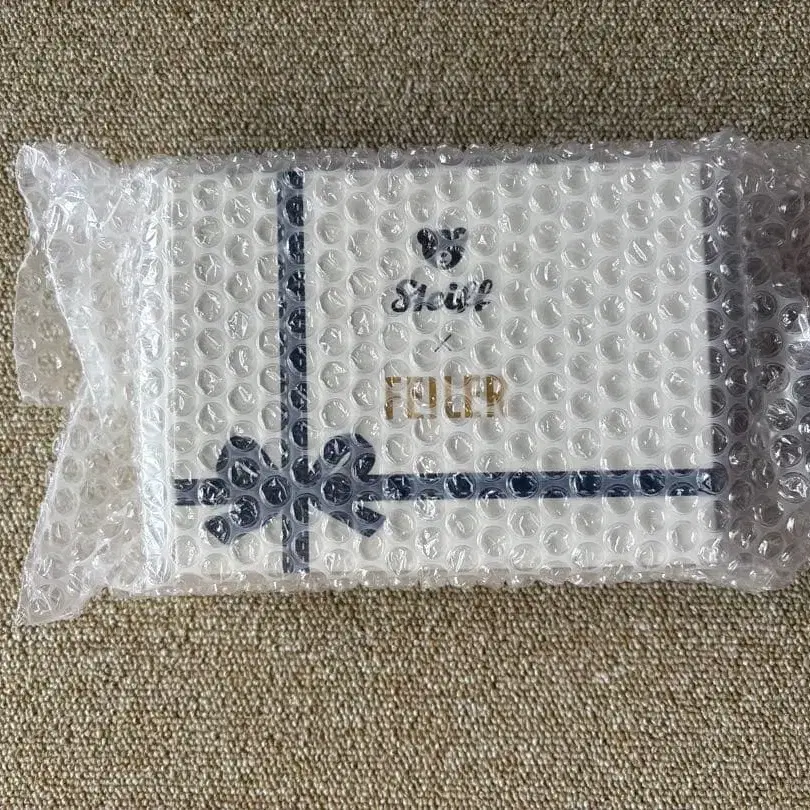 Steiff
×
FEILER